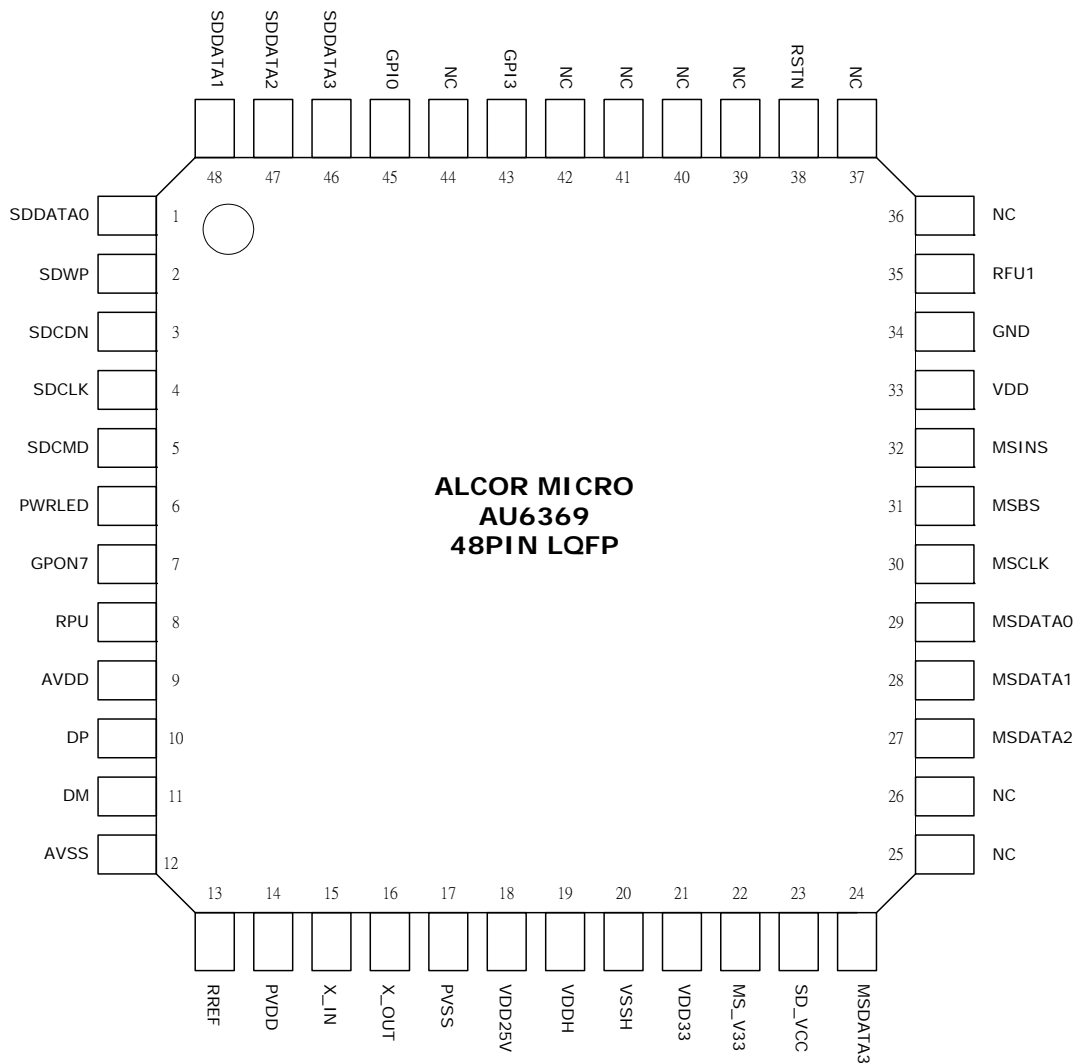 SDDATA1
SDDATA2
SDDATA3
GPI0
NC
GPI3
NC
NC
NC
NC
RSTN
NC
48
47
46
45
44
43
42
41
40
39
38
37
SDDATA0 1
SDWP 2
SDCDN 3
SDCLK 4
SDCMD 5
PWRLED 6
GPON7 7
RPU 8
AVDD 9
DP 10
DM 11
AVSS 12
ALCOR MICRO
AU6369
48PIN LQFP
36 NC
35 RFU1
34 GND
33 VDD
32 MSINS
31 MSBS
30 MSCLK
29 MSDATA0
28 MSDATA1
27 MSDATA2
26 NC
25 NC
13
14
15
16
17
18
19
20
21
22
23
24
RREF
PVDD
X_IN
X_OUT
PVSS
VDD25V
VDDH
VSSH
VDD33
MS_V33
SD_VCC
MSDATA3